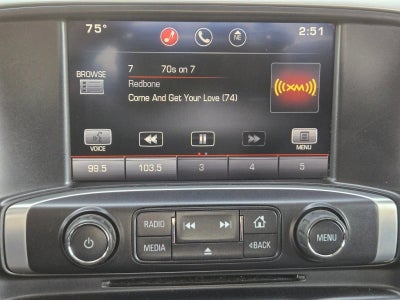 75°
NE
2:51
BROWSE
7 70s on 7
Redbone
Come And Get Your Love (74)
((XM))
VOICE
MENU
99.5 103.5 3 4 5
RADIO
MEDIA
<BACK
MENU